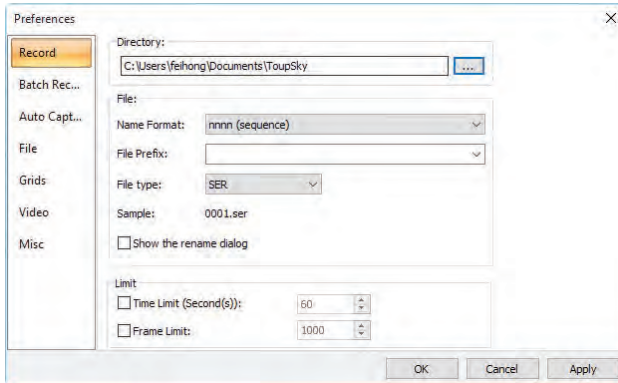 Preferences
Record
Batch Rec...
Auto Capt...
File
Grids
Video
Misc
Directory:
C:\Users\feihong\Documents\ToupSky
...
File:
Name Format: nnnn (sequence)
File Prefix:
File type: SER
Sample: 0001.ser
Show the rename dialog
Limit
Time Limit (Second(s)): 60
Frame Limit: 1000
OK Cancel Apply